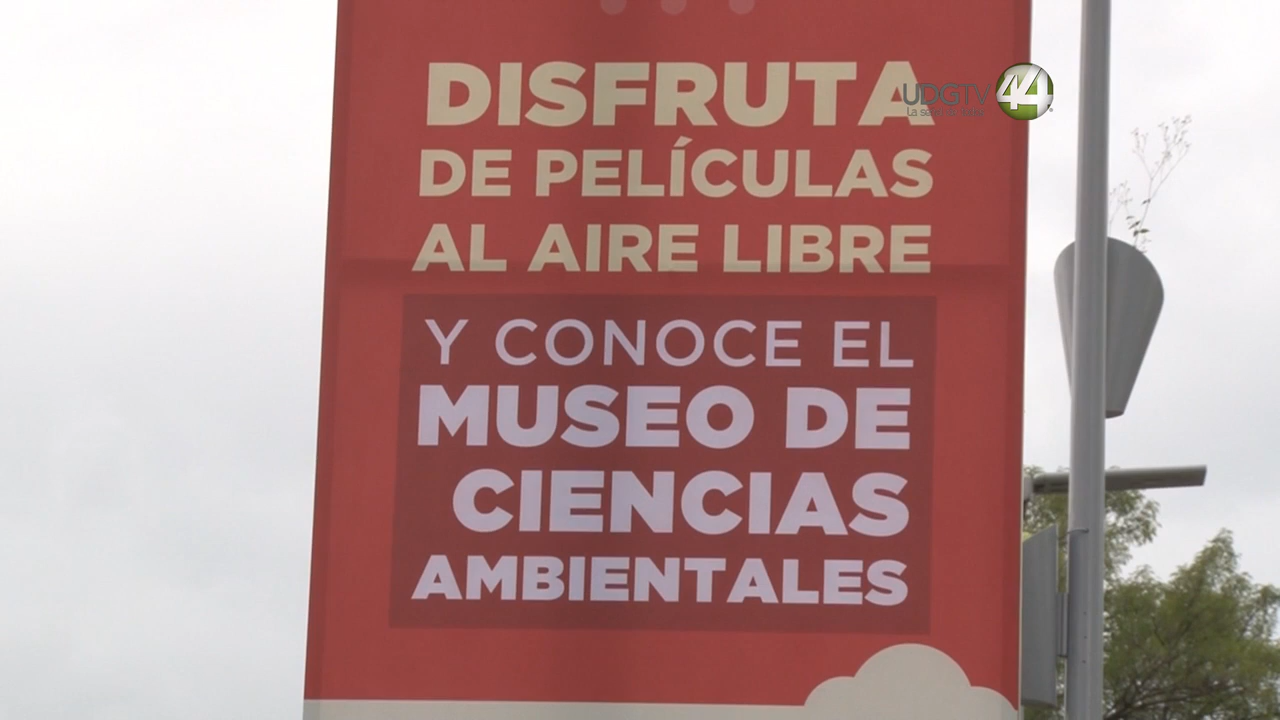 DISFRUTA
DE PELÍCULAS
AL AIRE LIBRE
Y CONOCE EL
MUSEO DE
CIENCIAS
AMBIENTALES
UDGTV 44